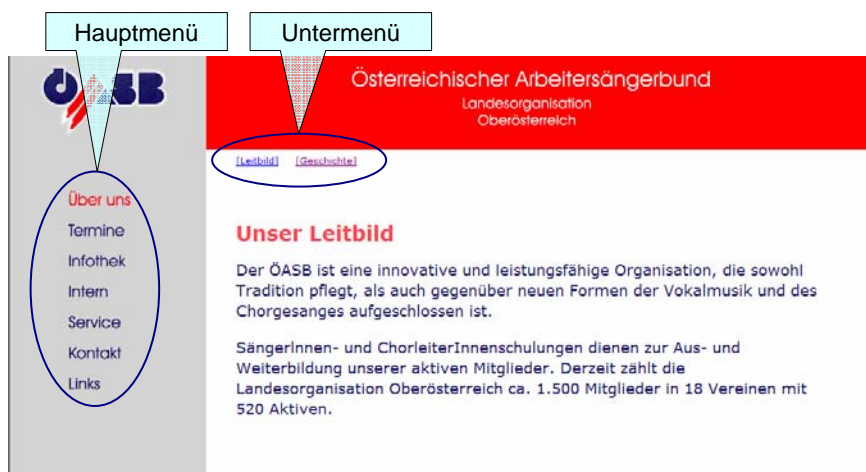 Hauptmenü
Untermenü
ÖASB
Österreichischer Arbeitersängerbund
Landesorganisation
Oberösterreich
[Leitbild] [Geschichte]
Über uns
Termine
Infothek
Intern
Service
Kontakt
Links
Unser Leitbild
Der ÖASB ist eine innovative und leistungsfähige Organisation, die sowohl
Tradition pflegt, als auch gegenüber neuen Formen der Vokalmusik und des
Chorgesanges aufgeschlossen ist.
SängerInnen- und ChorleiterInnenschulungen dienen zur Aus- und
Weiterbildung unserer aktiven Mitglieder. Derzeit zählt die
Landesorganisation Oberösterreich ca. 1.500 Mitglieder in 18 Vereinen mit
520 Aktiven.